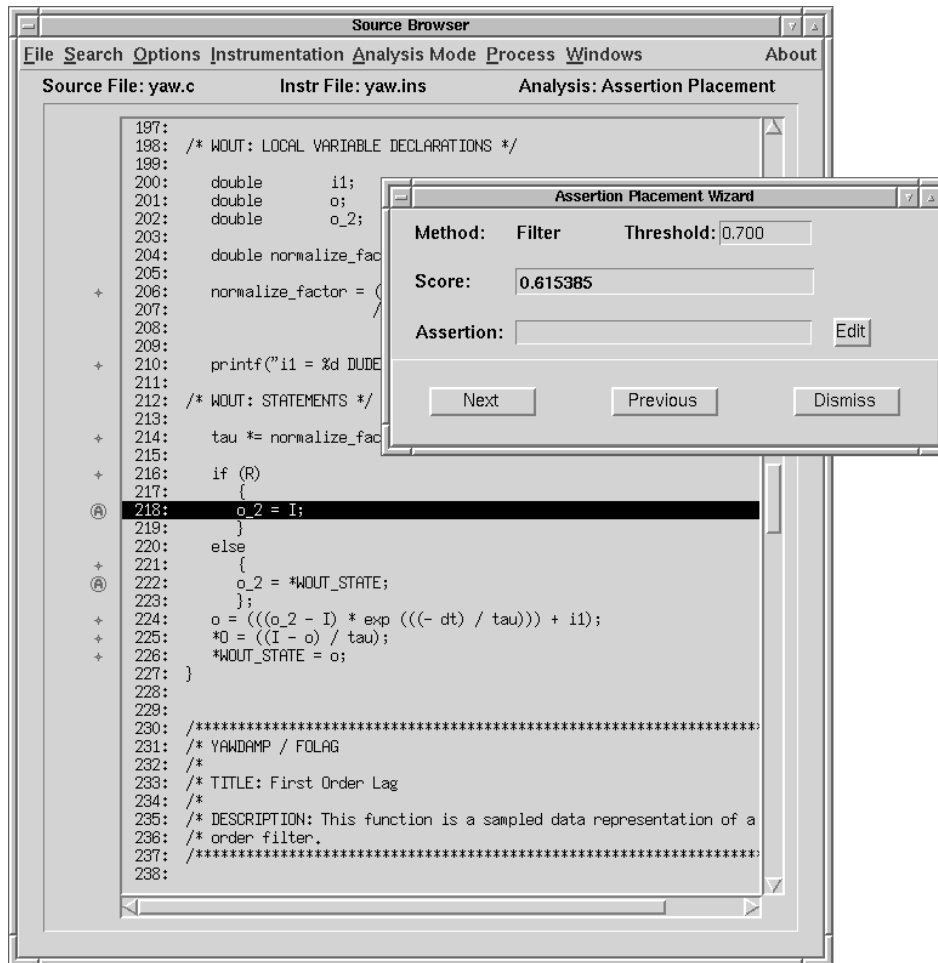 Source Browser
File Search Options Instrumentation Analysis Mode Process Windows About
Source File: yaw.c Instr File: yaw.ins Analysis: Assertion Placement
197:
198: /* WOUT: LOCAL VARIABLE DECLARATIONS */
199:
200: double i1;
201: double o;
202: double o_2;
203:
204: double normalize_fac
205:
206: normalize_factor = (
207: /
208:
209:
210: printf("i1 = %d DUDE
211:
212: /* WOUT: STATEMENTS */
213:
214: tau *= normalize_fac
215:
216: if (R)
217: {
218: o_2 = I;
219: }
220: else
221: {
222: o_2 = *WOUT_STATE;
223: };
224: o = (((o_2 - I) * exp (((- dt) / tau))) + i1);
225: *O = ((I - o) / tau);
226: *WOUT_STATE = o;
227: }
228:
229:
230: /*********************************************************************
231: /* YAWDAMP / FOLAG
232: /*
233: /* TITLE: First Order Lag
234: /*
235: /* DESCRIPTION: This function is a sampled data representation of a
236: /* order filter.
237: /*********************************************************************
238:
A
A
Assertion Placement Wizard
Method: Filter Threshold: 0.700
Score: 0.615385
Assertion: Edit
Next Previous Dismiss